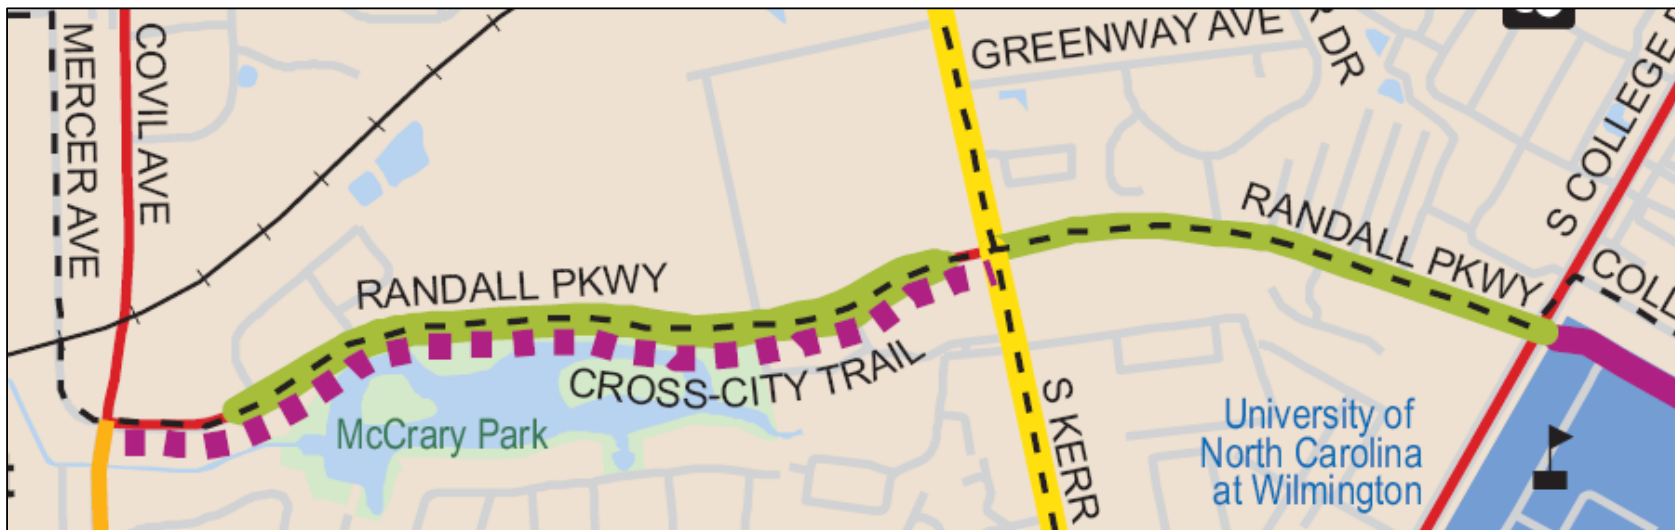 MERCER AVE
COVIL AVE
GREENWAY AVE
DR
S COLLEGE
RANDALL PKWY
RANDALL PKWY
COLL
CROSS-CITY TRAIL
McCrary Park
S KERR
University of
North Carolina
at Wilmington